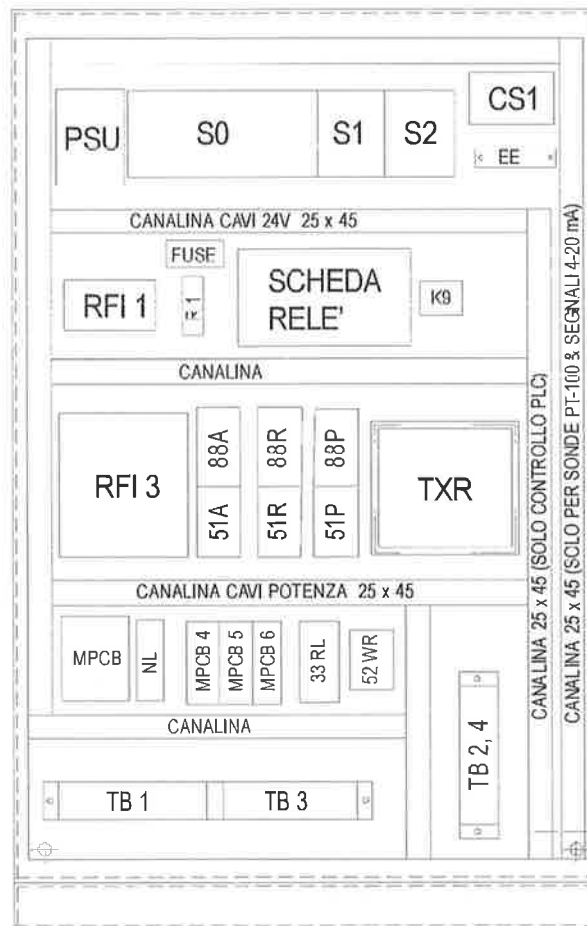 PSU
S0
S1
S2
CS1
EE
CANALINA CAVI 24V 25 x 45
FUSE
RFI 1
K 1
SCHEDA
RELE'
K9
CANALINA
RFI 3
88A
51A
88R
51R
88P
51P
TXR
CANALINA CAVI POTENZA 25 x 45
MPCB
NL
MPCB 4
MPCB 5
MPCB 6
33 RL
52 WR
CANALINA
TB 1
TB 3
TB 2, 4
CANALINA 25 x 45 (SOLO CONTROLLO PLC)
CANALINA 25 x 45 (SOLO PER SONDE PT-100 & SEGNALI 4-20 mA)